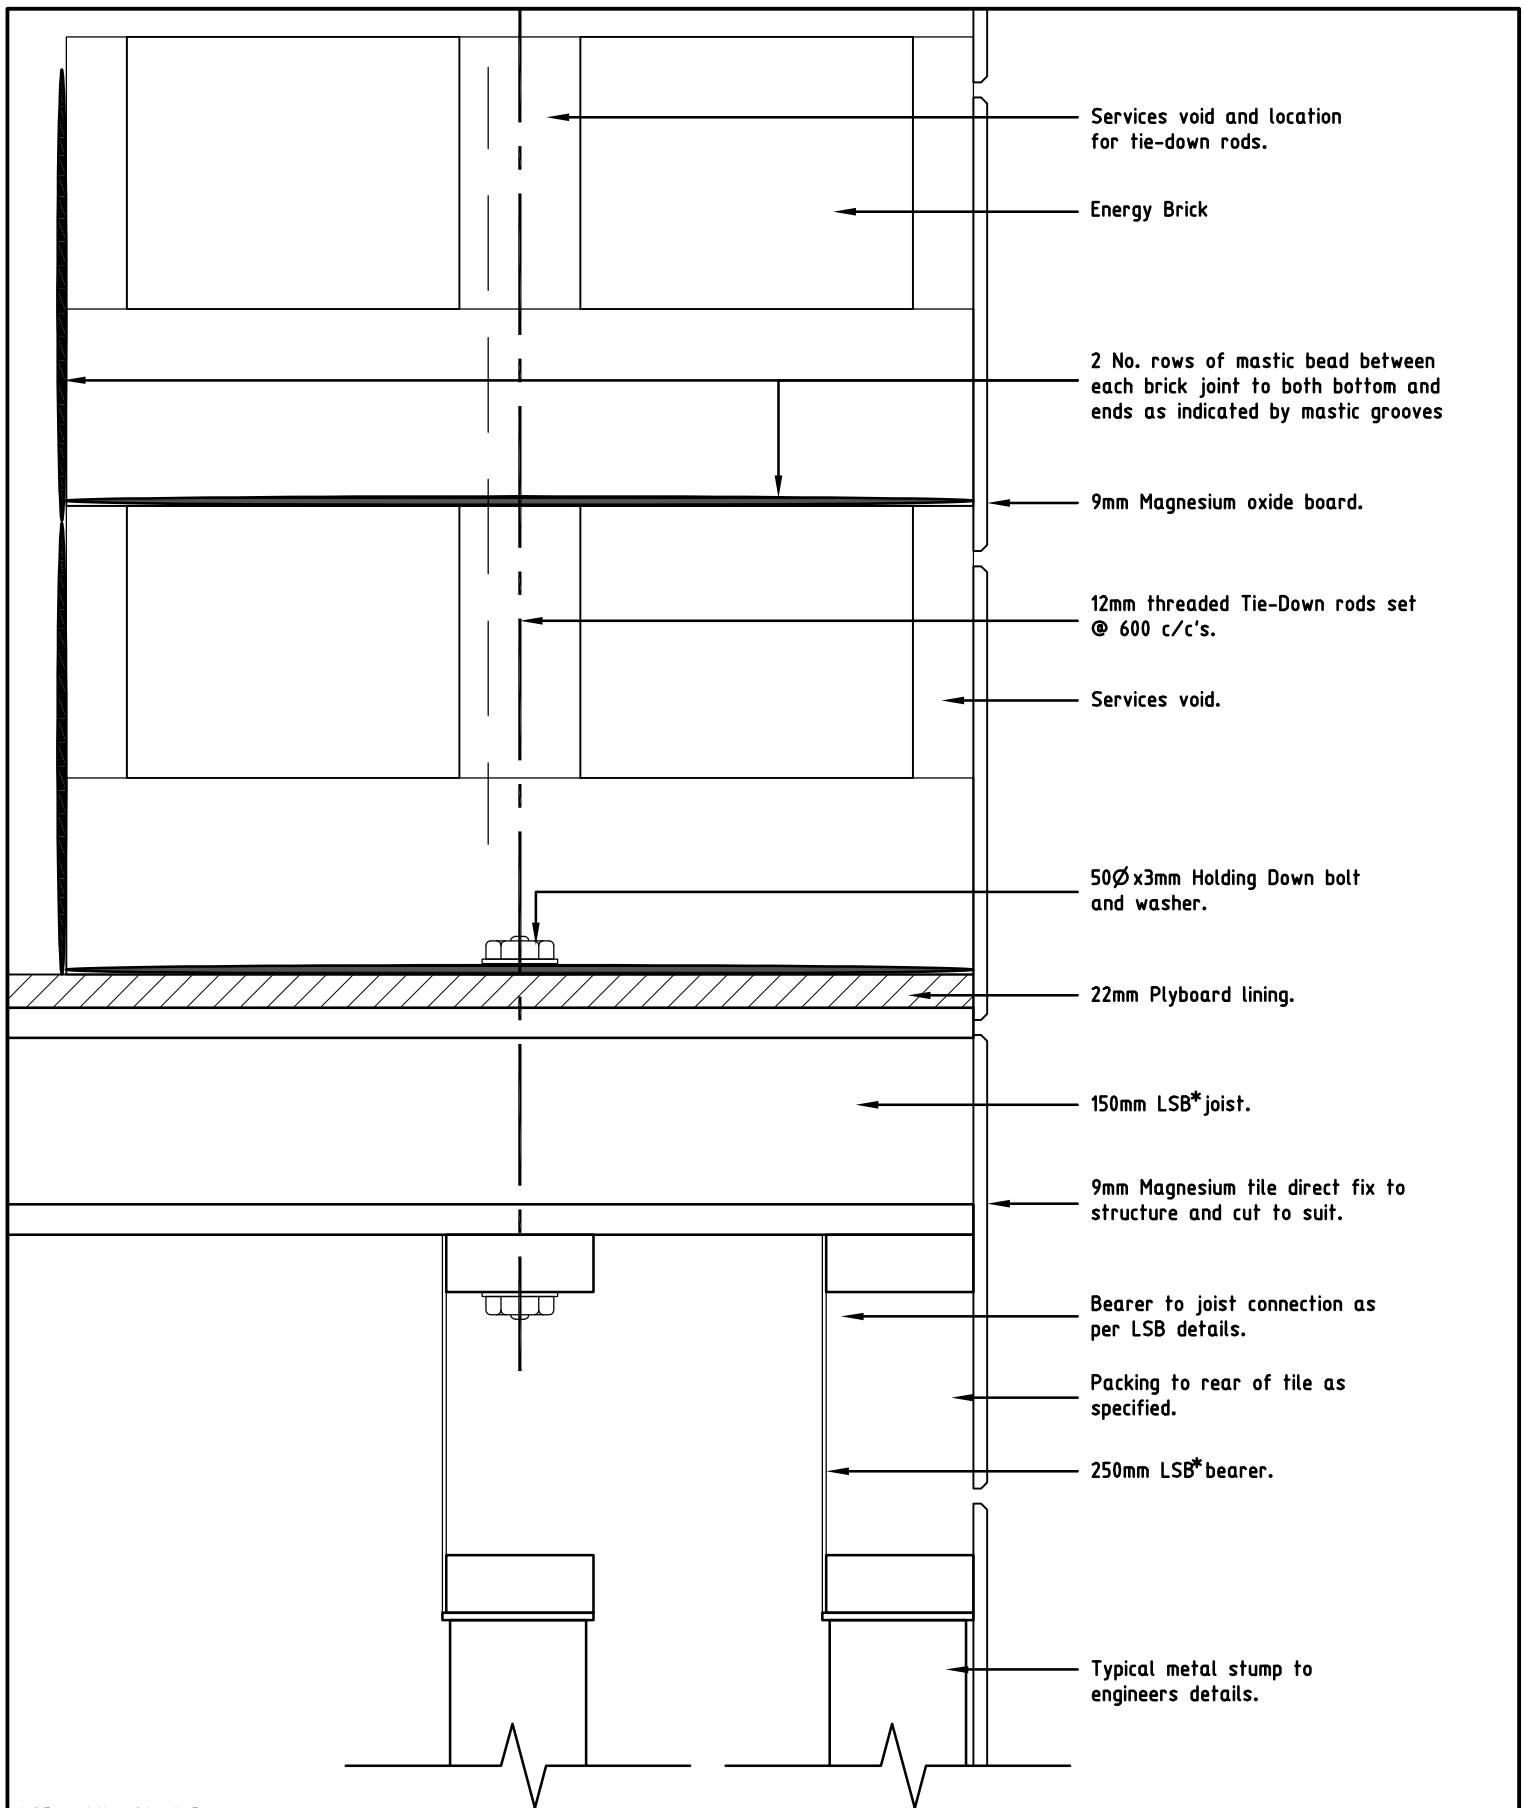 Services void and location
for tie-down rods.
Energy Brick
2 No. rows of mastic bead between
each brick joint to both bottom and
ends as indicated by mastic grooves
9mm Magnesium oxide board.
12mm threaded Tie-Down rods set
@ 600 c/c's.
Services void.
50Øx3mm Holding Down bolt
and washer.
22mm Plyboard lining.
150mm LSB* joist.
9mm Magnesium tile direct fix to
structure and cut to suit.
Bearer to joist connection as
per LSB details.
Packing to rear of tile as
specified.
250mm LSB* bearer.
Typical metal stump to
engineers details.